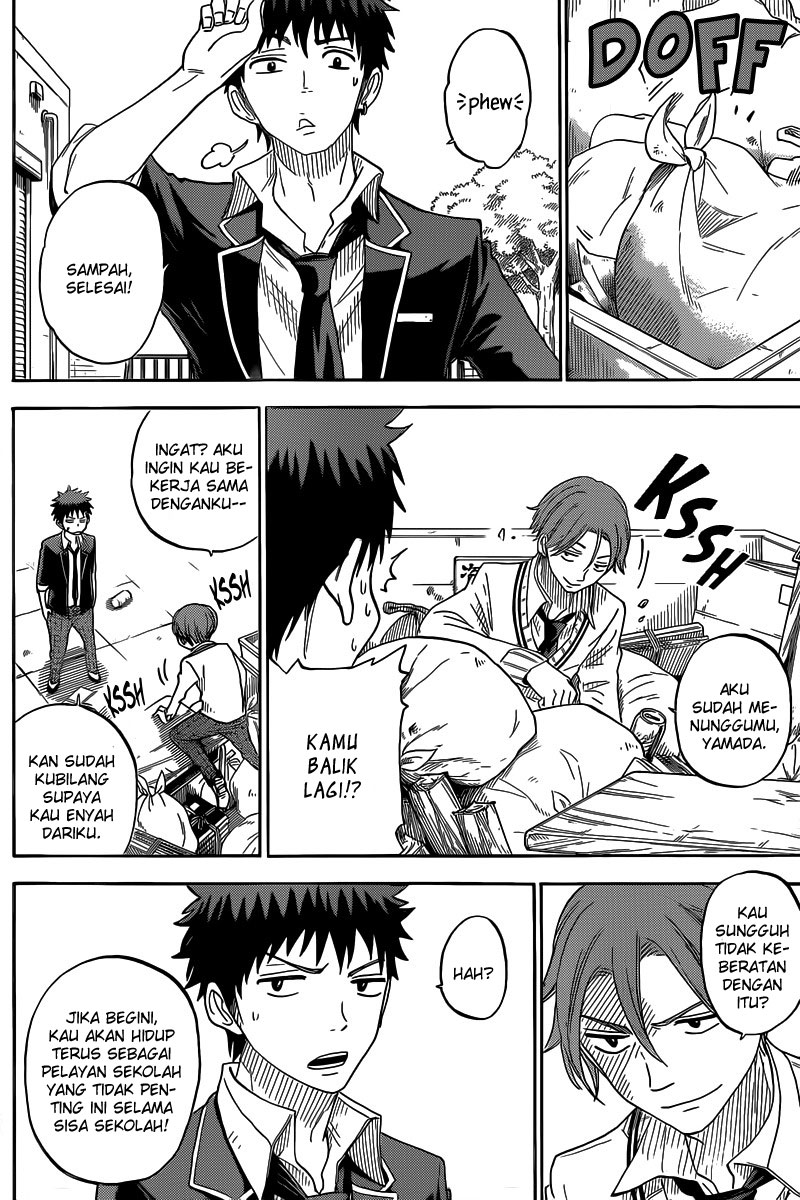 DOFF
phew
SAMPAH,
SELESAI!
KSSH
AKU
SUDAH ME-
NUNGGUMU,
YAMADA.
KAMU
BALIK
LAGI!?
INGAT? AKU
INGIN KAU BE-
KERJA SAMA
DENGANKU--
KSSH
KSSH
KAN SUDAH
KUBILANG
SUPAYA
KAU ENYAH
DARIKU.
KAU
SUNGGUH
TIDAK KE-
BERATAN
DENGAN
ITU?
HAH?
JIKA BEGINI,
KAU AKAN HIDUP
TERUS SEBAGAI
PELAYAN SEKOLAH
YANG TIDAK PEN-
TING INI SELAMA
SISA SEKOLAH!